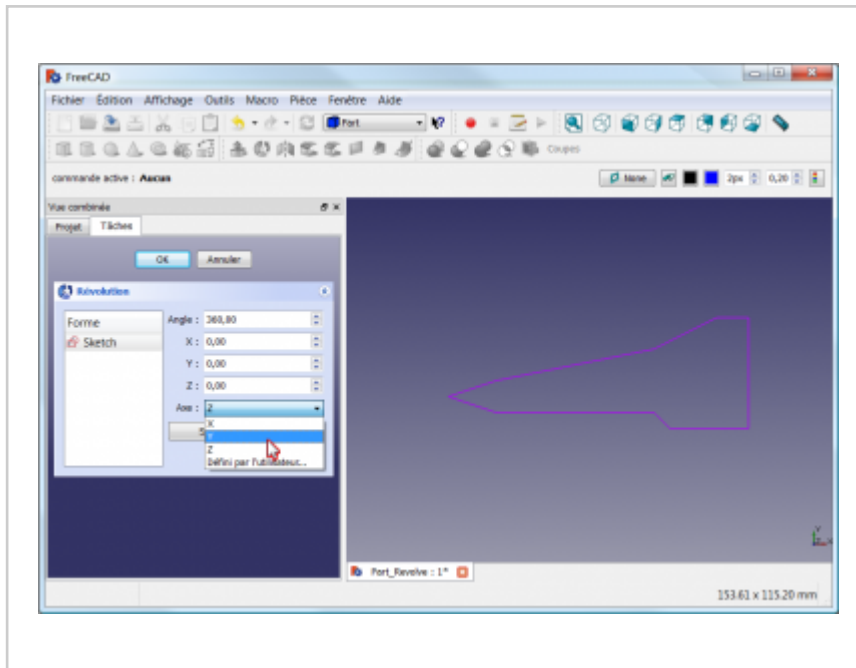 FreeCAD
Fichier Édition Affichage Outils Macro Pièce Fenêtre Aide
Part
Coupes
commande active : Aucun
None
2px
0,20
Vue combinée
Projet Tâches
OK Annuler
Révolution
Forme
Sketch
Angle : 360,00
X : 0,00
Y : 0,00
Z : 0,00
Axe : Z
X
Y
Z
Défini par l'utilisateur...
Part_Revolve : 1*
153.61 x 115.20 mm